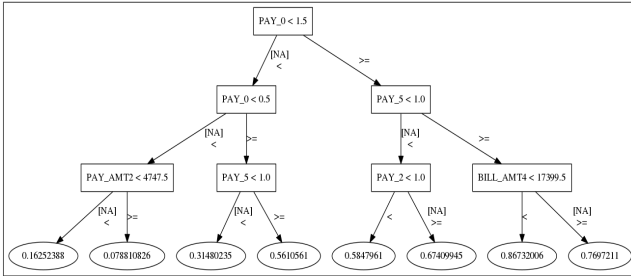 PAY_0 < 1.5
[NA]
<
>=
PAY_0 < 0.5
PAY_5 < 1.0
[NA]
<
>=
[NA]
<
>=
PAY_AMT2 < 4747.5
PAY_5 < 1.0
PAY_2 < 1.0
BILL_AMT4 < 17399.5
[NA]
<
>=
[NA]
<
>=
<
[NA]
>=
<
[NA]
>=
0.16252388
0.078810826
0.31480235
0.5610561
0.5847961
0.67409945
0.86732006
0.7697211